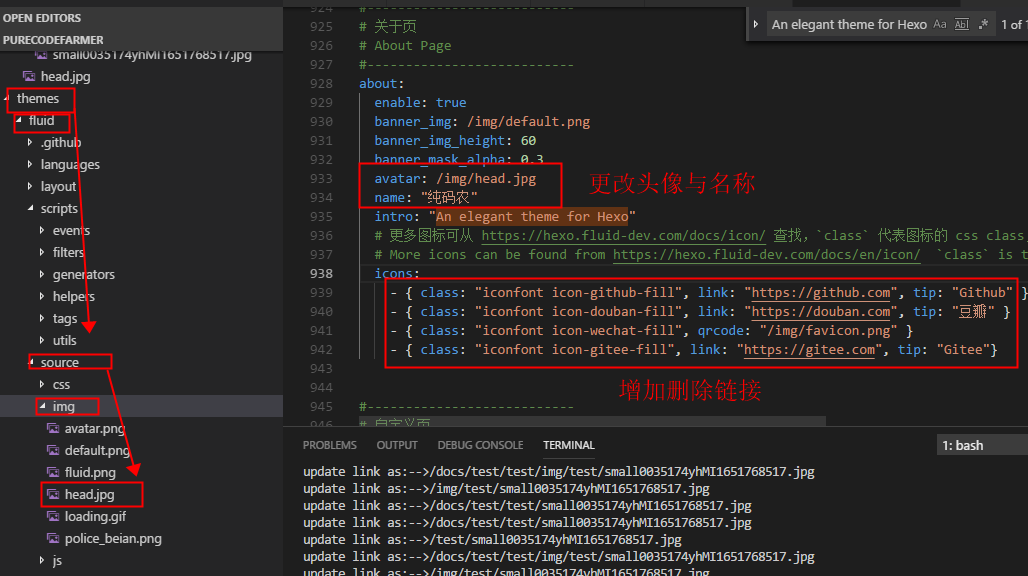 OPEN EDITORS
PURECODEFARMER
small0035174yhMI1651768517.jpg
head.jpg
themes
fluid
.github
languages
layout
scripts
events
filters
generators
helpers
tags
utils
source
css
img
avatar.png
default.png
fluid.png
head.jpg
loading.gif
police_beian.png
js
An elegant theme for Hexo Aa Abl .* 1 of 1
924 #---------------------------
925 # 关于页
926 # About Page
927 #---------------------------
928 about:
929 enable: true
930 banner_img: /img/default.png
931 banner_img_height: 60
932 banner_mask_alpha: 0.3
933 avatar: /img/head.jpg
934 name: "纯码农"
更改头像与名称
935 intro: "An elegant theme for Hexo"
936 # 更多图标可从 https://hexo.fluid-dev.com/docs/icon/ 查找，`class` 代表图标的 css class,
937 # More icons can be found from https://hexo.fluid-dev.com/docs/en/icon/ `class` is t
938 icons:
939 - { class: "iconfont icon-github-fill", link: "https://github.com", tip: "Github" }
940 - { class: "iconfont icon-douban-fill", link: "https://douban.com", tip: "豆瓣" }
941 - { class: "iconfont icon-wechat-fill", qrcode: "/img/favicon.png" }
942 - { class: "iconfont icon-gitee-fill", link: "https://gitee.com", tip: "Gitee"}
943
增加删除链接
944
945 #---------------------------
946 # 自定义页
PROBLEMS OUTPUT DEBUG CONSOLE TERMINAL 1: bash
update link as:-->/docs/test/test/img/test/small0035174yhMI1651768517.jpg
update link as:-->/img/test/small0035174yhMI1651768517.jpg
update link as:-->/docs/test/small0035174yhMI1651768517.jpg
update link as:-->/docs/test/small0035174yhMI1651768517.jpg
update link as:-->/test/small0035174yhMI1651768517.jpg
update link as:-->/docs/test/test/img/test/small0035174yhMI1651768517.jpg
update link as:-->/img/test/small0035174yhMI1651768517.jpg